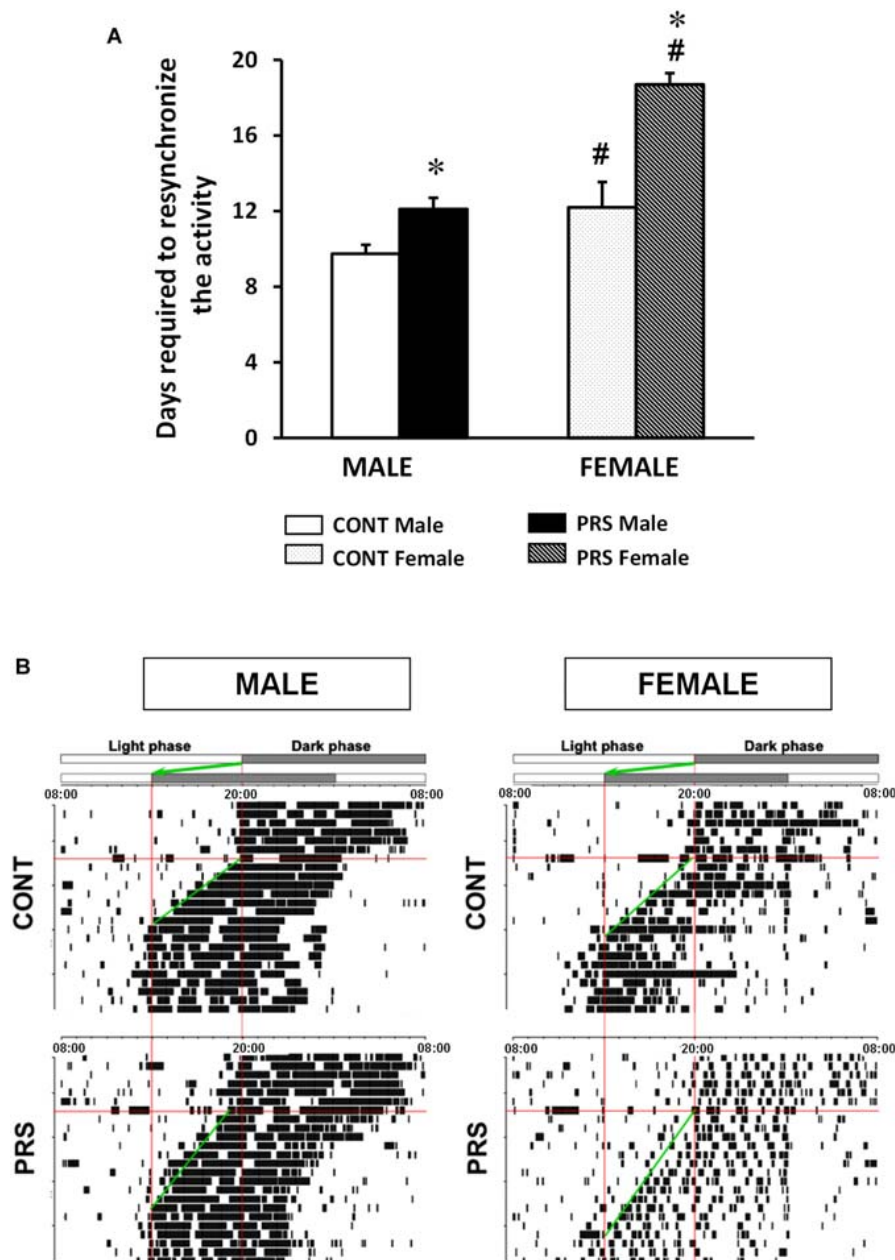 A
Days required to resynchronize
the activity
20
16
12
8
4
0
*
#
*
#
MALE
FEMALE
CONT Male
PRS Male
CONT Female
PRS Female
B
MALE
FEMALE
Light phase
Dark phase
Light phase
Dark phase
08:00
20:00
08:00
08:00
20:00
08:00
CONT
CONT
08:00
20:00
08:00
08:00
20:00
08:00
PRS
PRS